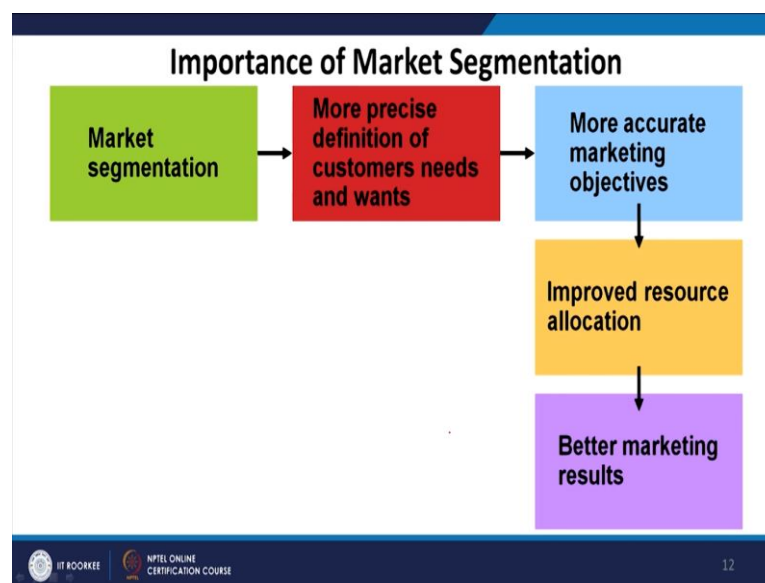 Importance of Market Segmentation
Market
segmentation
More precise
definition of
customers needs
and wants
More accurate
marketing
objectives
Improved resource
allocation
Better marketing
results
IIT ROORKEE
NPTEL ONLINE
CERTIFICATION COURSE
12